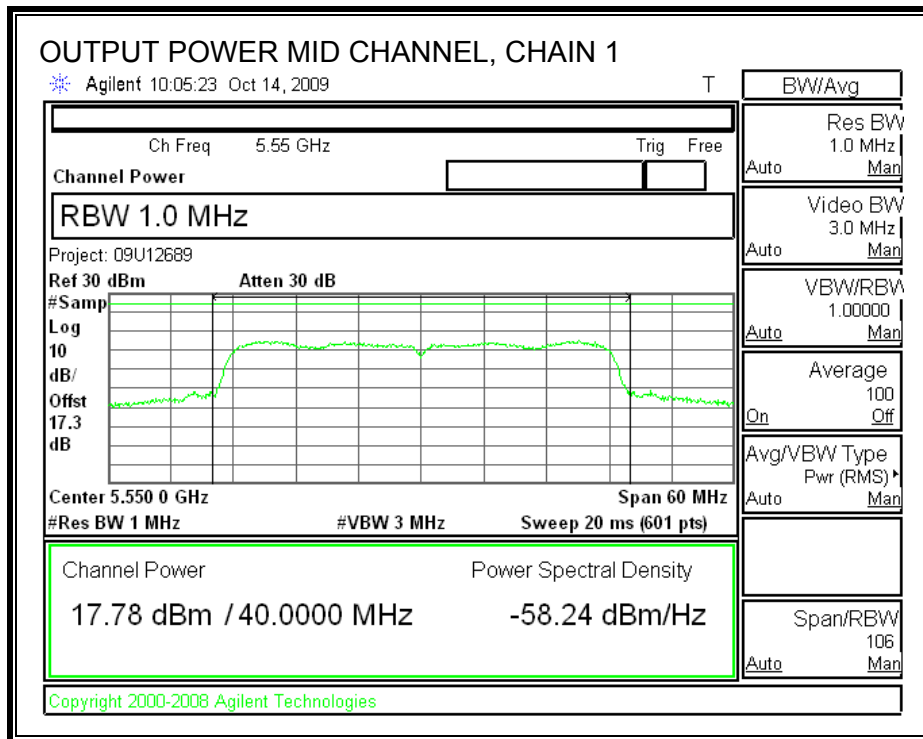 OUTPUT POWER MID CHANNEL, CHAIN 1
Agilent 10:05:23 Oct 14, 2009 T
Ch Freq 5.55 GHz Trig Free
Channel Power
RBW 1.0 MHz
Project: 09U12689
Ref 30 dBm Atten 30 dB
#Samp
Log
10
dB/
Offst
17.3
dB
Center 5.550 0 GHz Span 60 MHz
#Res BW 1 MHz #VBW 3 MHz Sweep 20 ms (601 pts)
Channel Power Power Spectral Density
17.78 dBm / 40.0000 MHz -58.24 dBm/Hz
Copyright 2000-2008 Agilent Technologies
BW/Avg
Res BW
1.0 MHz
Auto Man
Video BW
3.0 MHz
Auto Man
VBW/RBW
1.00000
Auto Man
Average
100
On Off
Avg/VBW Type
Pwr (RMS)
Auto Man
Span/RBW
106
Auto Man